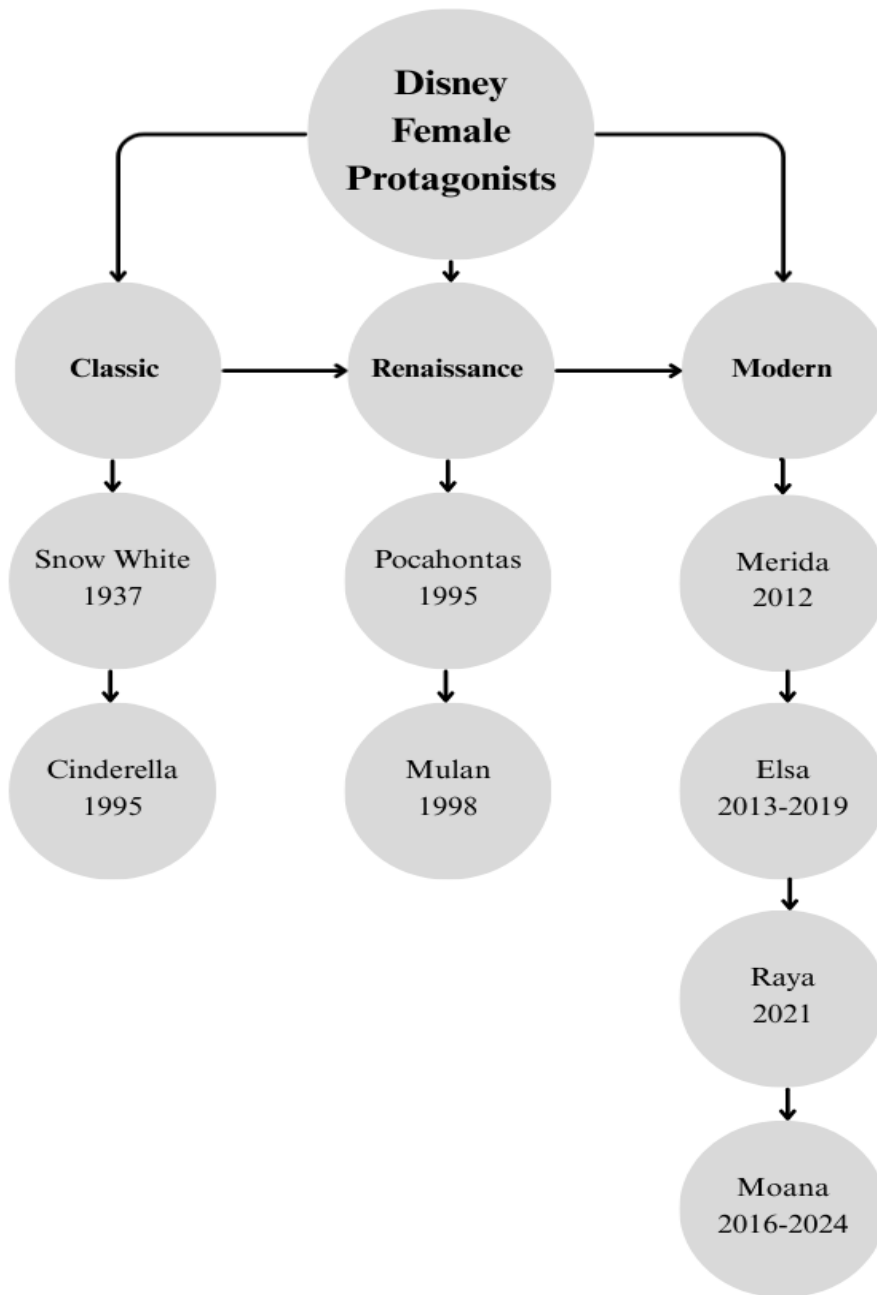 Disney
Female
Protagonists
Classic
Renaissance
Modern
Snow White
1937
Pocahontas
1995
Merida
2012
Cinderella
1995
Mulan
1998
Elsa
2013-2019
Raya
2021
Moana
2016-2024